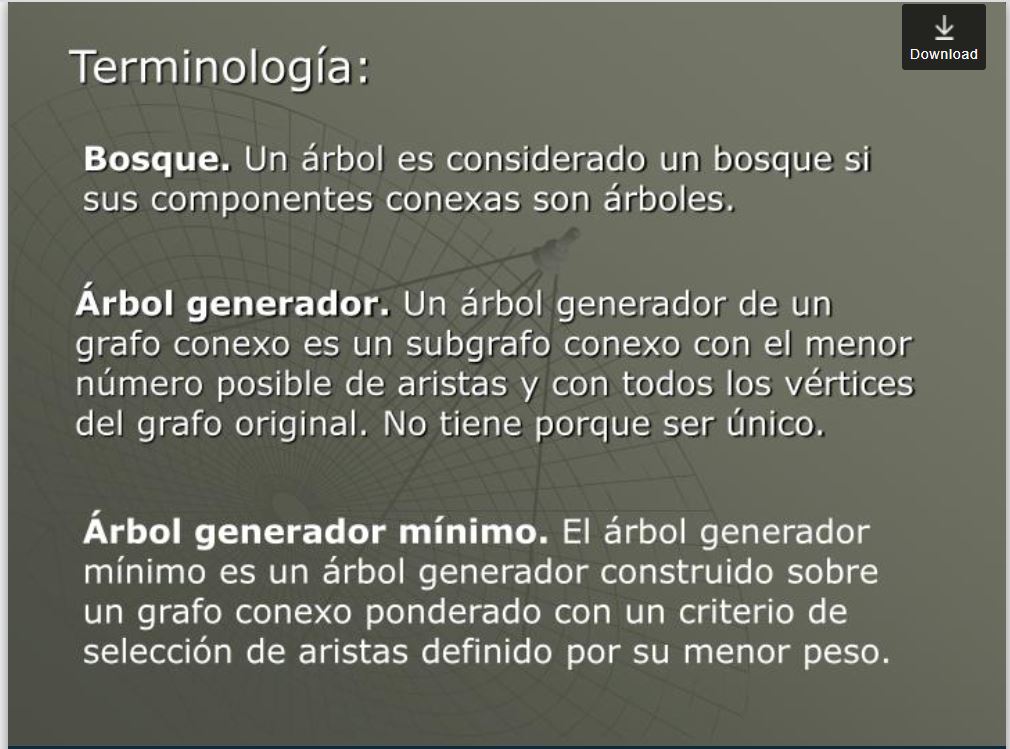 Download
Terminología:
Bosque. Un árbol es considerado un bosque si
sus componentes conexas son árboles.
Árbol generador. Un árbol generador de un
grafo conexo es un subgrafo conexo con el menor
número posible de aristas y con todos los vértices
del grafo original. No tiene porque ser único.
Árbol generador mínimo. El árbol generador
mínimo es un árbol generador construido sobre
un grafo conexo ponderado con un criterio de
selección de aristas definido por su menor peso.